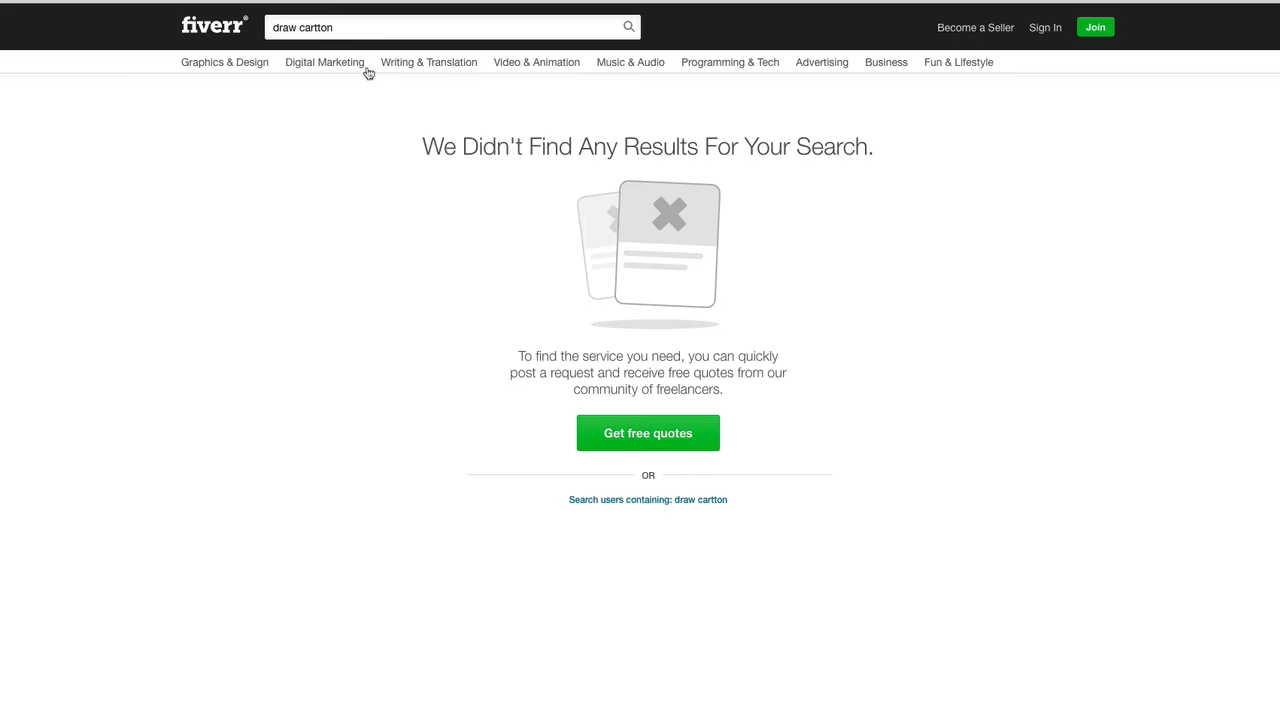 fiverr® draw cartton Become a Seller Sign In Join
Graphics & Design Digital Marketing Writing & Translation Video & Animation Music & Audio Programming & Tech Advertising Business Fun & Lifestyle
We Didn't Find Any Results For Your Search.
To find the service you need, you can quickly
post a request and receive free quotes from our
community of freelancers.
Get free quotes
OR
Search users containing: draw cartton